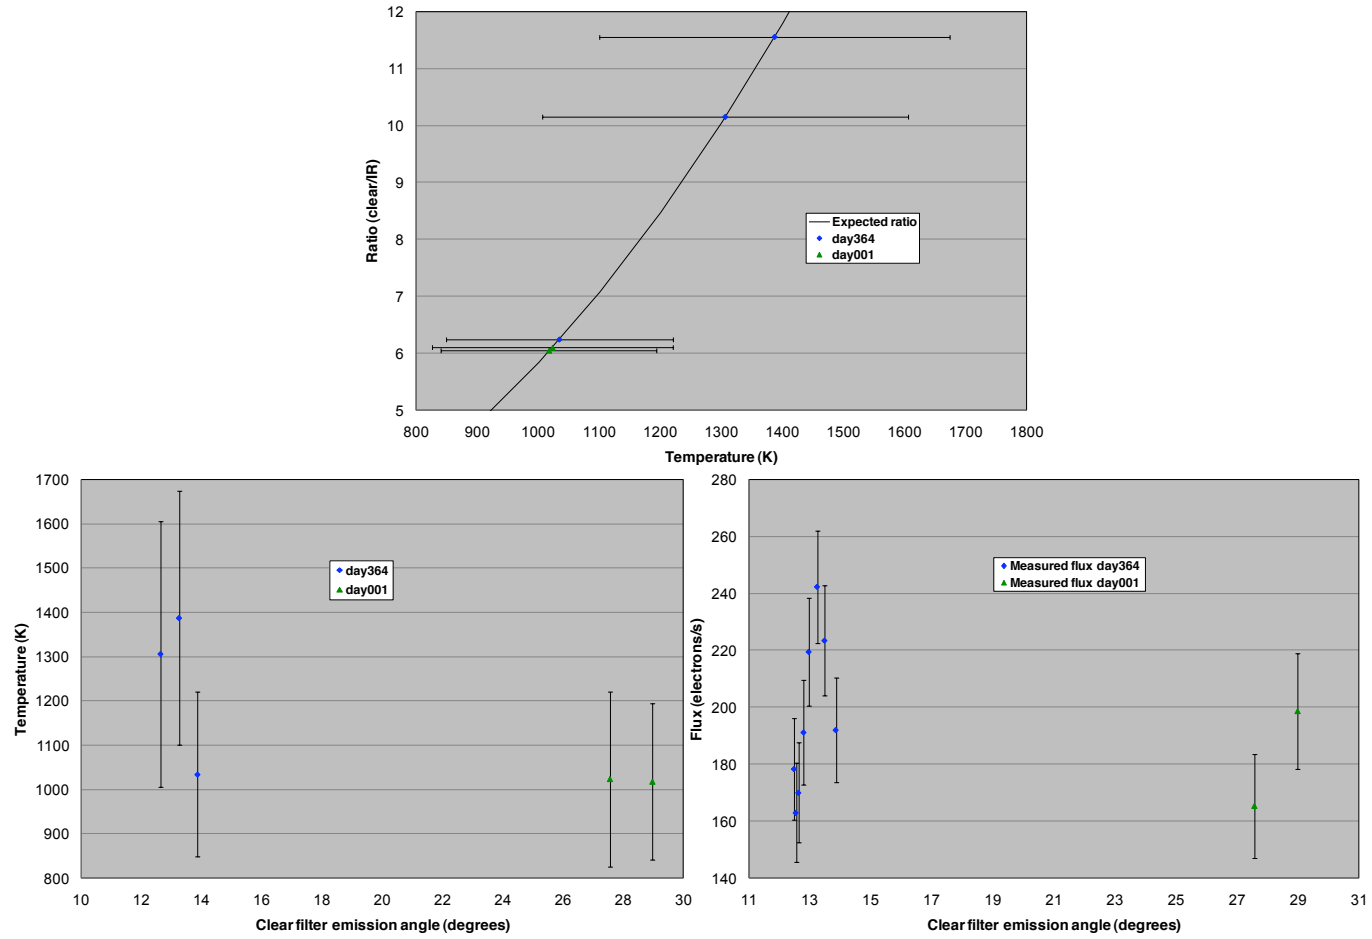 12
11
10
9
8
7
6
5
Ratio (clear/IR)
Expected ratio
day364
day001
800 900 1000 1100 1200 1300 1400 1500 1600 1700 1800
Temperature (K)
1700
1600
1500
1400
1300
1200
1100
1000
900
800
Temperature (K)
day364
day001
10 12 14 16 18 20 22 24 26 28 30
Clear filter emission angle (degrees)
280
260
240
220
200
180
160
140
Flux (electrons/s)
Measured flux day364
Measured flux day001
11 13 15 17 19 21 23 25 27 29 31
Clear filter emission angle (degrees)